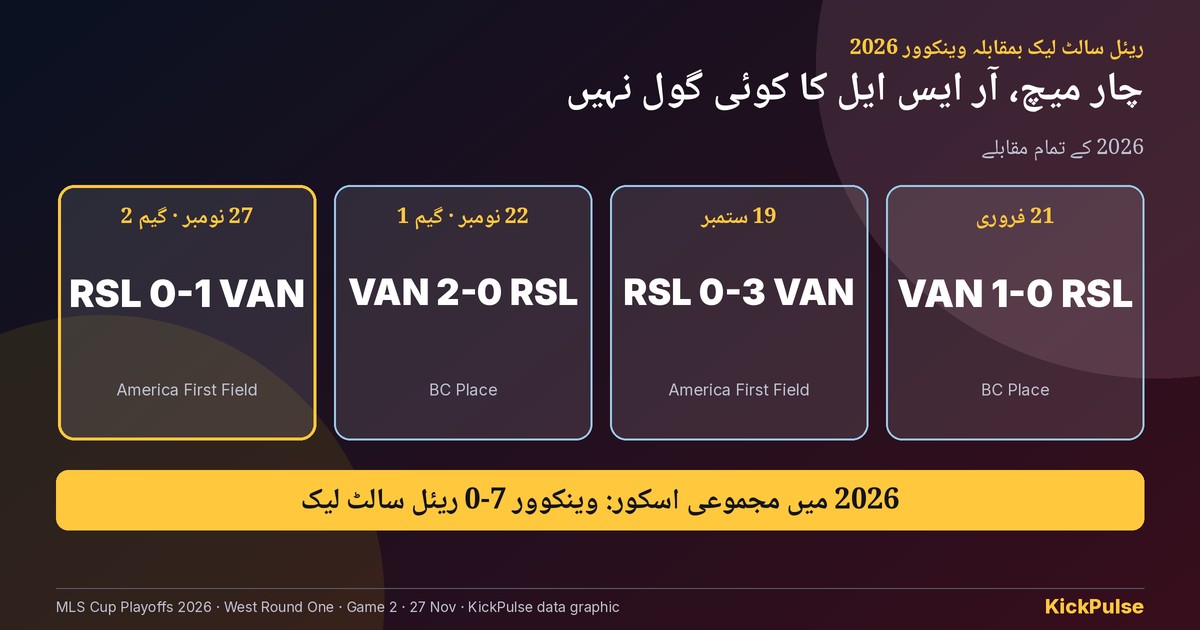 ریئل سالٹ لیک بمقابلہ وینکوور 2026
چار میچ، آر ایس ایل کا کوئی گول نہیں
2026 کے تمام مقابلے
21 فروری
VAN 1-0 RSL
BC Place
19 ستمبر
RSL 0-3 VAN
America First Field
22 نومبر · گیم 1
VAN 2-0 RSL
BC Place
27 نومبر · گیم 2
RSL 0-1 VAN
America First Field
2026 میں مجموعی اسکور: وینکوور 7-0 ریئل سالٹ لیک
MLS Cup Playoffs 2026 · West Round One · Game 2 · 27 Nov · KickPulse data graphic
KickPulse